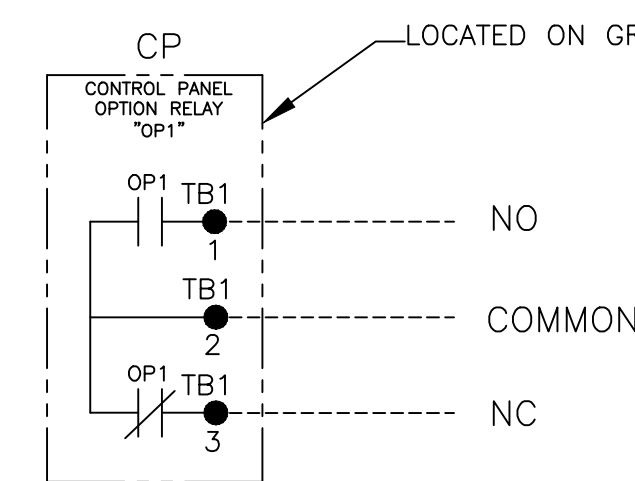 LOCATED ON
CP
CONTROL PANEL
OPTION RELAY
"OP1"
OP1
TB1
1
NO
TB1
2
COMMON
OP1
TB1
3
NC